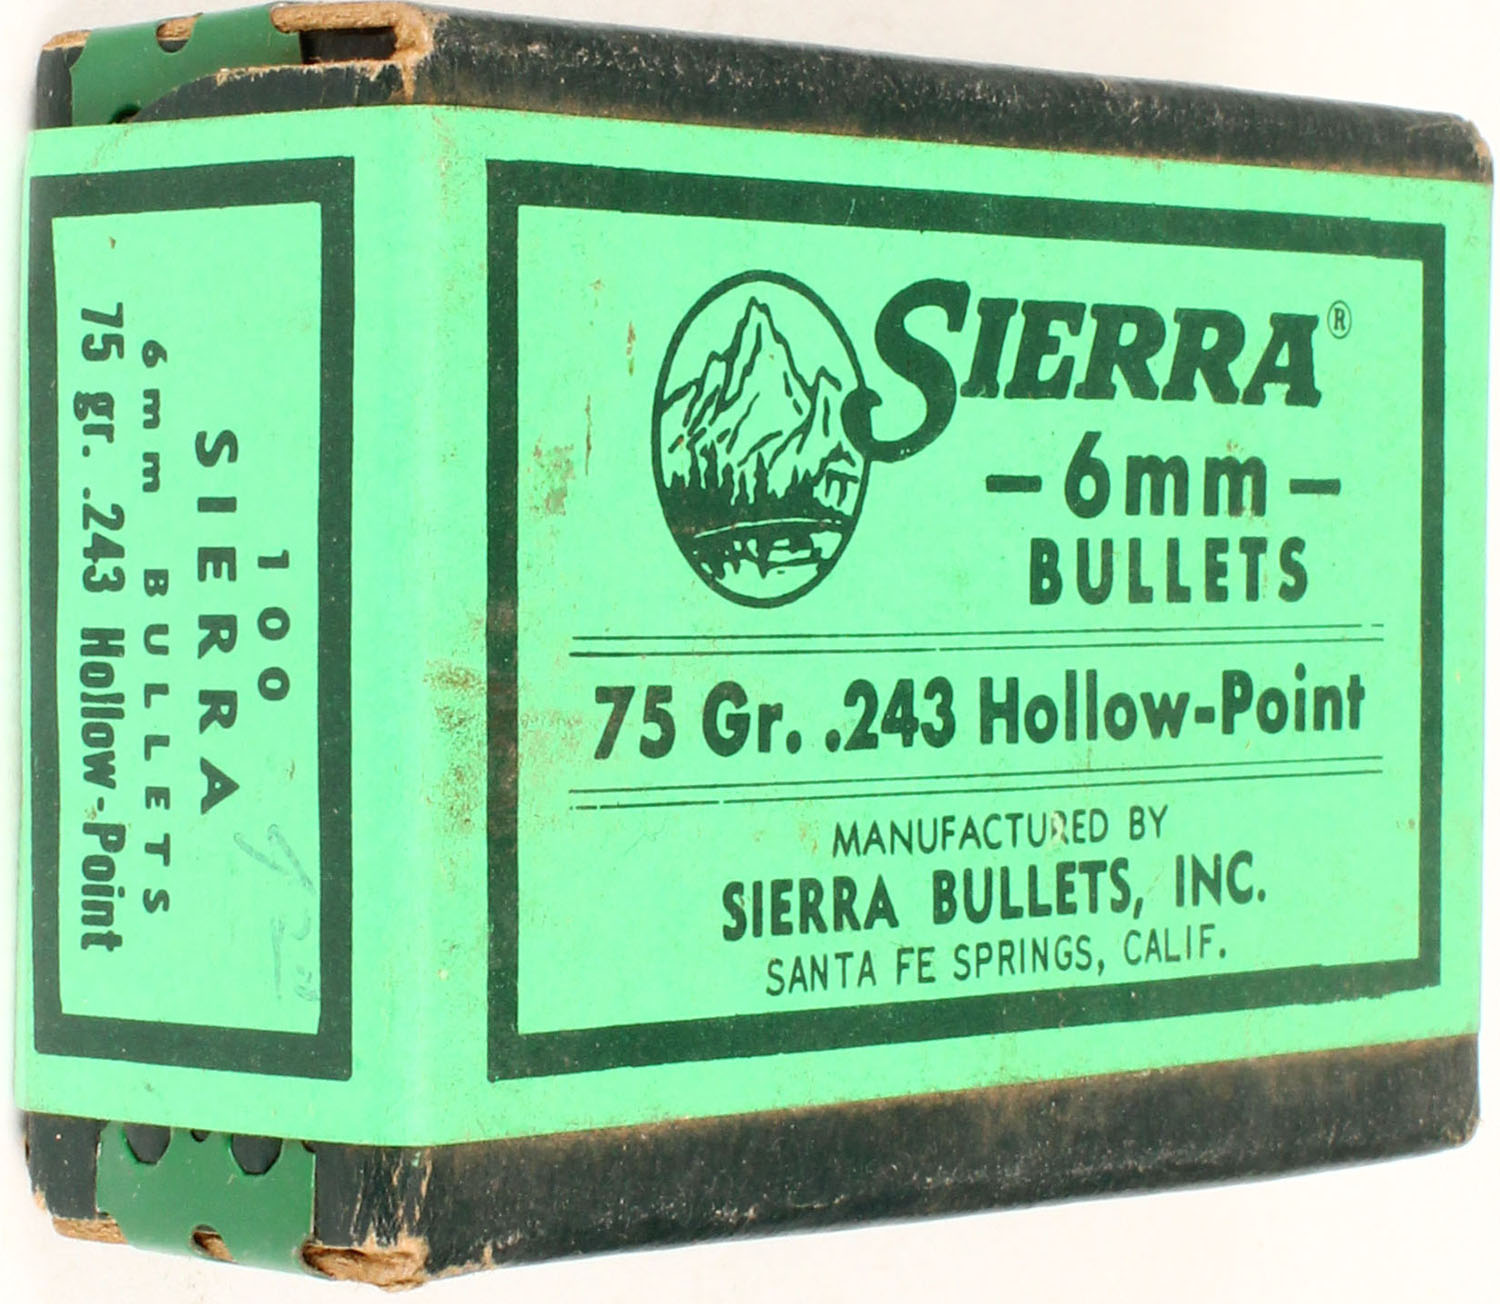 SIERRA®
-6mm-
BULLETS
75 Gr. .243 Hollow-Point
MANUFACTURED BY
SIERRA BULLETS, INC.
SANTA FE SPRINGS, CALIF.
100
SIERRA
6mm BULLETS
75 gr. .243 Hollow-Point